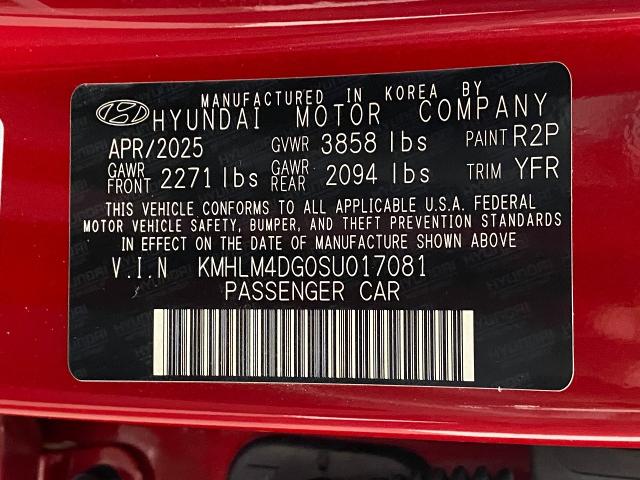 MANUFACTURED IN KOREA BY
HYUNDAI MOTOR COMPANY
APR/2025 GVWR 3858 lbs PAINT R2P
GAWR FRONT 2271 lbs GAWR REAR 2094 lbs TRIM YFR
THIS VEHICLE CONFORMS TO ALL APPLICABLE U.S.A. FEDERAL
MOTOR VEHICLE SAFETY, BUMPER, AND THEFT PREVENTION STANDARDS
IN EFFECT ON THE DATE OF MANUFACTURE SHOWN ABOVE
V.I.N KMHLM4DG0SU017081
PASSENGER CAR